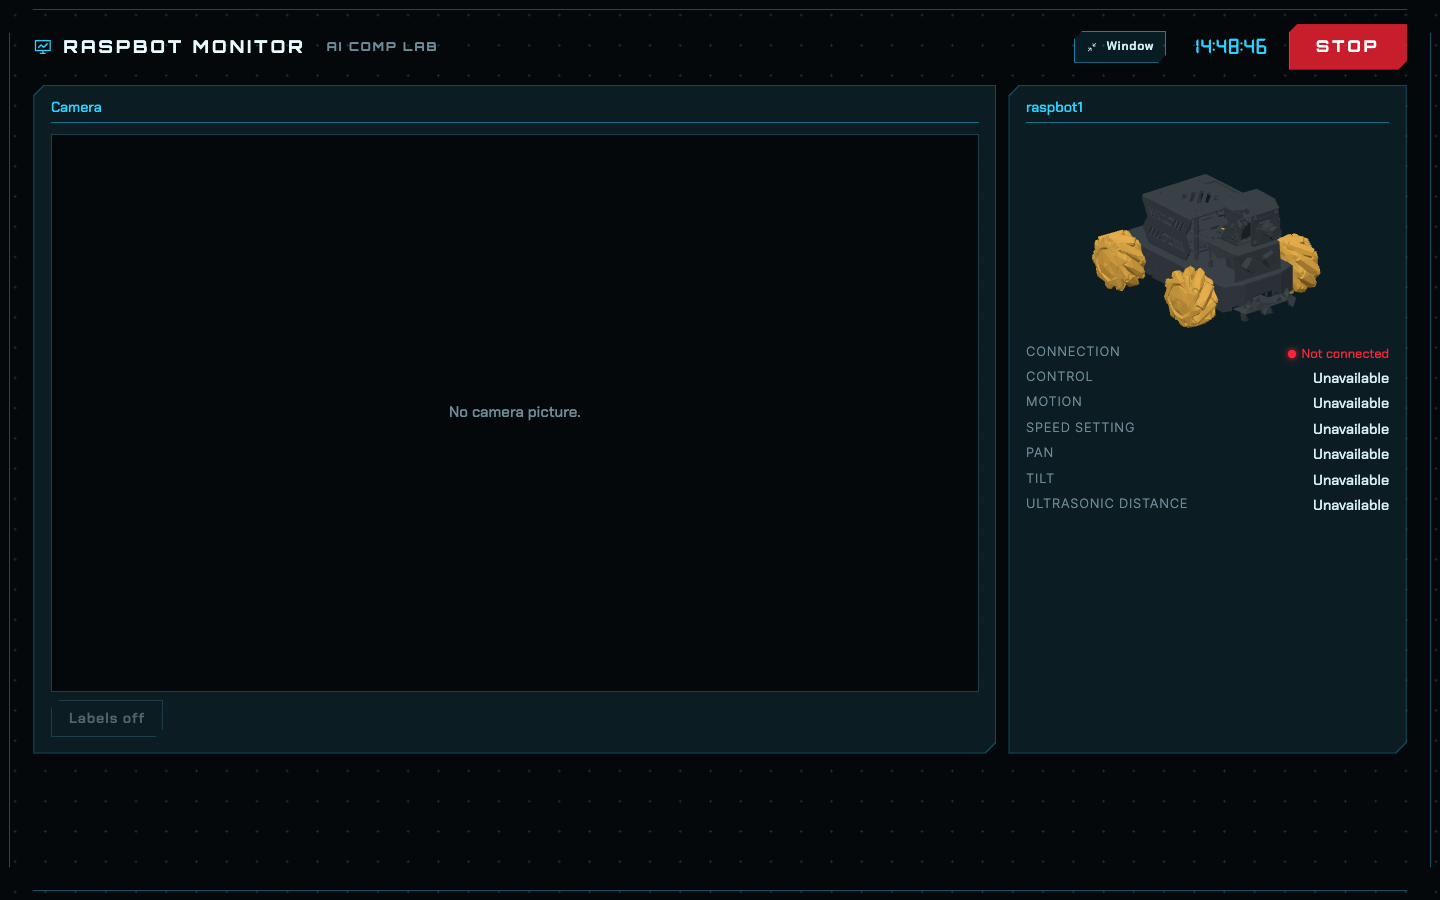 RASPBOT MONITOR AI COMP LAB
Window
14:48:46
STOP
Camera
No camera picture.
Labels off
raspbot1
CONNECTION Not connected
CONTROL Unavailable
MOTION Unavailable
SPEED SETTING Unavailable
PAN Unavailable
TILT Unavailable
ULTRASONIC DISTANCE Unavailable